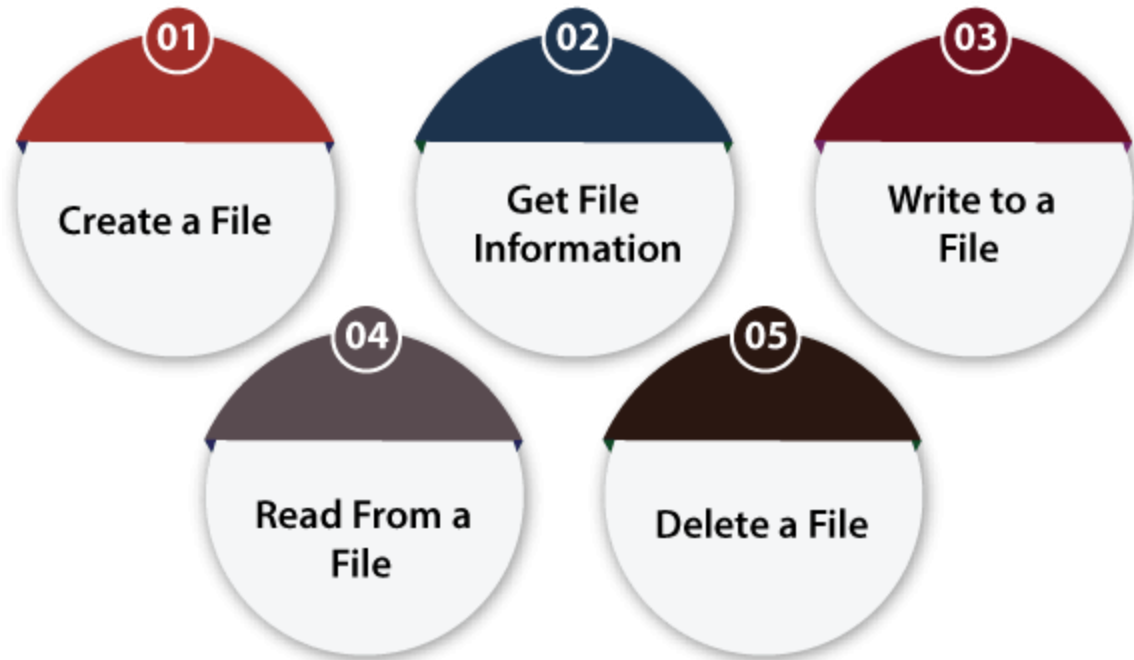 01
Create a File
02
Get File
Information
03
Write to a
File
04
Read From a
File
05
Delete a File